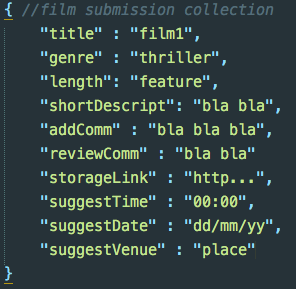 { //film submission collection
"title" : "film1",
"genre" : "thriller",
"length": "feature",
"shortDescript": "bla bla",
"addComm" : "bla bla bla",
"reviewComm" : "bla bla"
"storageLink" : "http...",
"suggestTime" : "00:00",
"suggestDate" : "dd/mm/yy",
"suggestVenue" : "place"
}